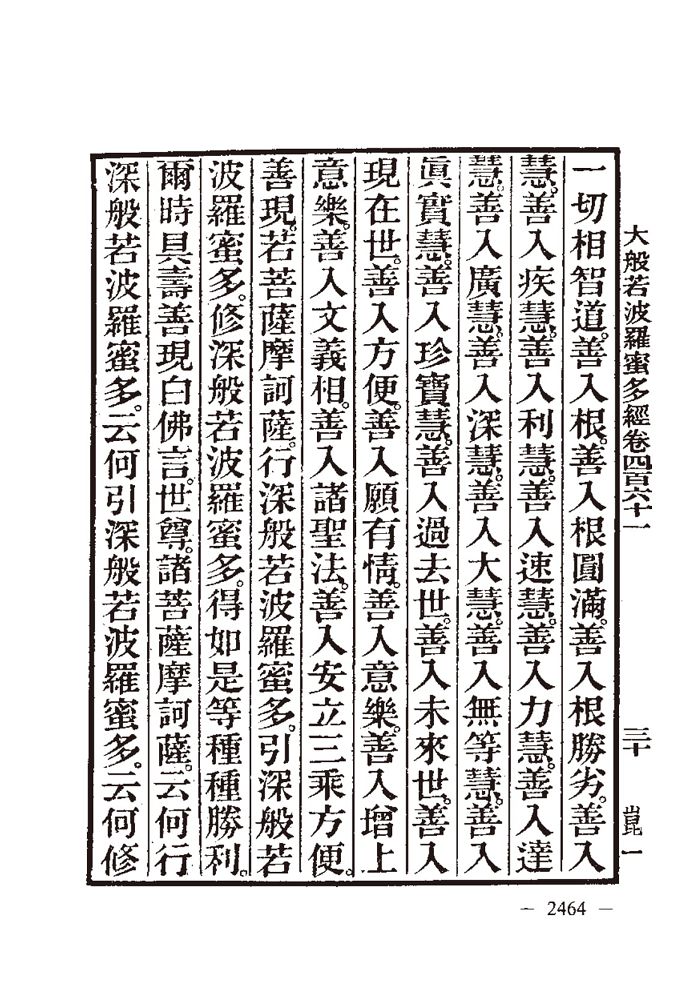 大般若波羅蜜多經卷四百六十一 三十 崑一
一切相智道。善入根。善入根圓滿。善入根勝劣。善入
慧。善入疾慧。善入利慧。善入速慧。善入力慧。善入達
慧。善入廣慧。善入深慧。善入大慧。善入無等慧。善入
眞實慧。善入珍寶慧。善入過去世。善入未來世。善入
現在世。善入方便。善入願有情。善入意樂。善入增上
意樂。善入文義相。善入諸聖法。善入安立三乘方便。
善現。若菩薩摩訶薩。行深般若波羅蜜多。引深般若
波羅蜜多。修深般若波羅蜜多。得如是等種種勝利。
爾時具壽善現白佛言。世尊。諸菩薩摩訶薩。云何行
深般若波羅蜜多。云何引深般若波羅蜜多。云何修
— 2464 —